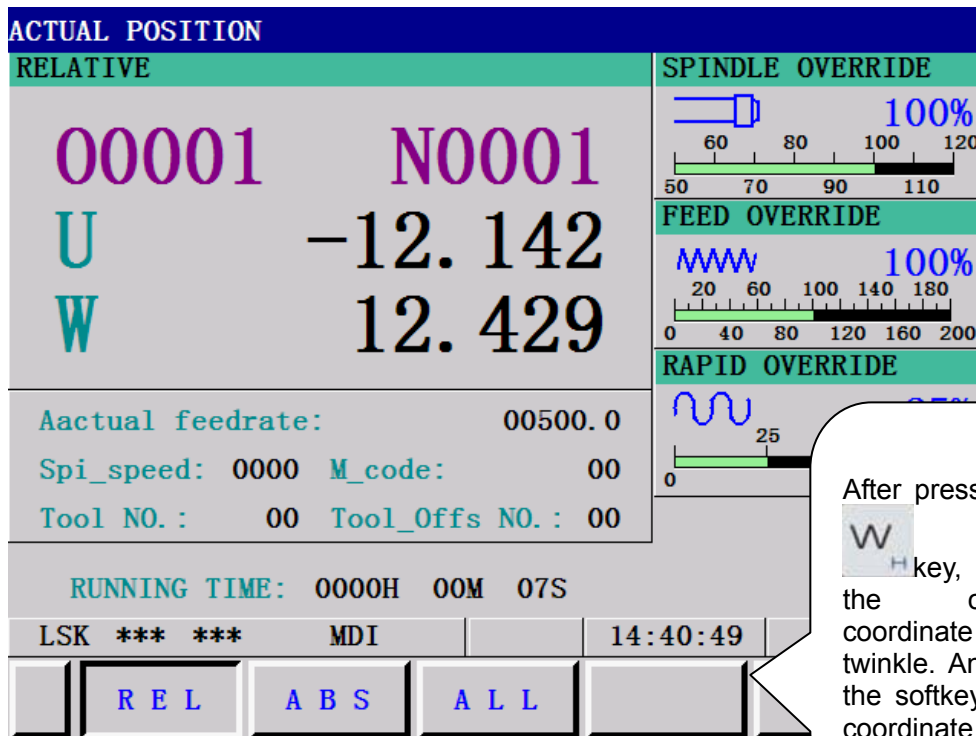 ACTUAL POSITION
RELATIVE
O0001 N0001
U -12.142
W 12.429
Aactual feedrate: 00500.0
Spi_speed: 0000 M_code: 00
Tool NO.: 00 Tool_Offs NO.: 00
RUNNING TIME: 0000H 00M 07S
SPINDLE OVERRIDE
100%
60 80 100 120
50 70 90 110
FEED OVERRIDE
100%
20 60 100 140 180
0 40 80 120 160 200
RAPID OVERRIDE
25
0
After press
W H key,
the
coordinate
twinkle.
the softkey
coordinate
LSK *** *** MDI 14:40:49
REL ABS ALL